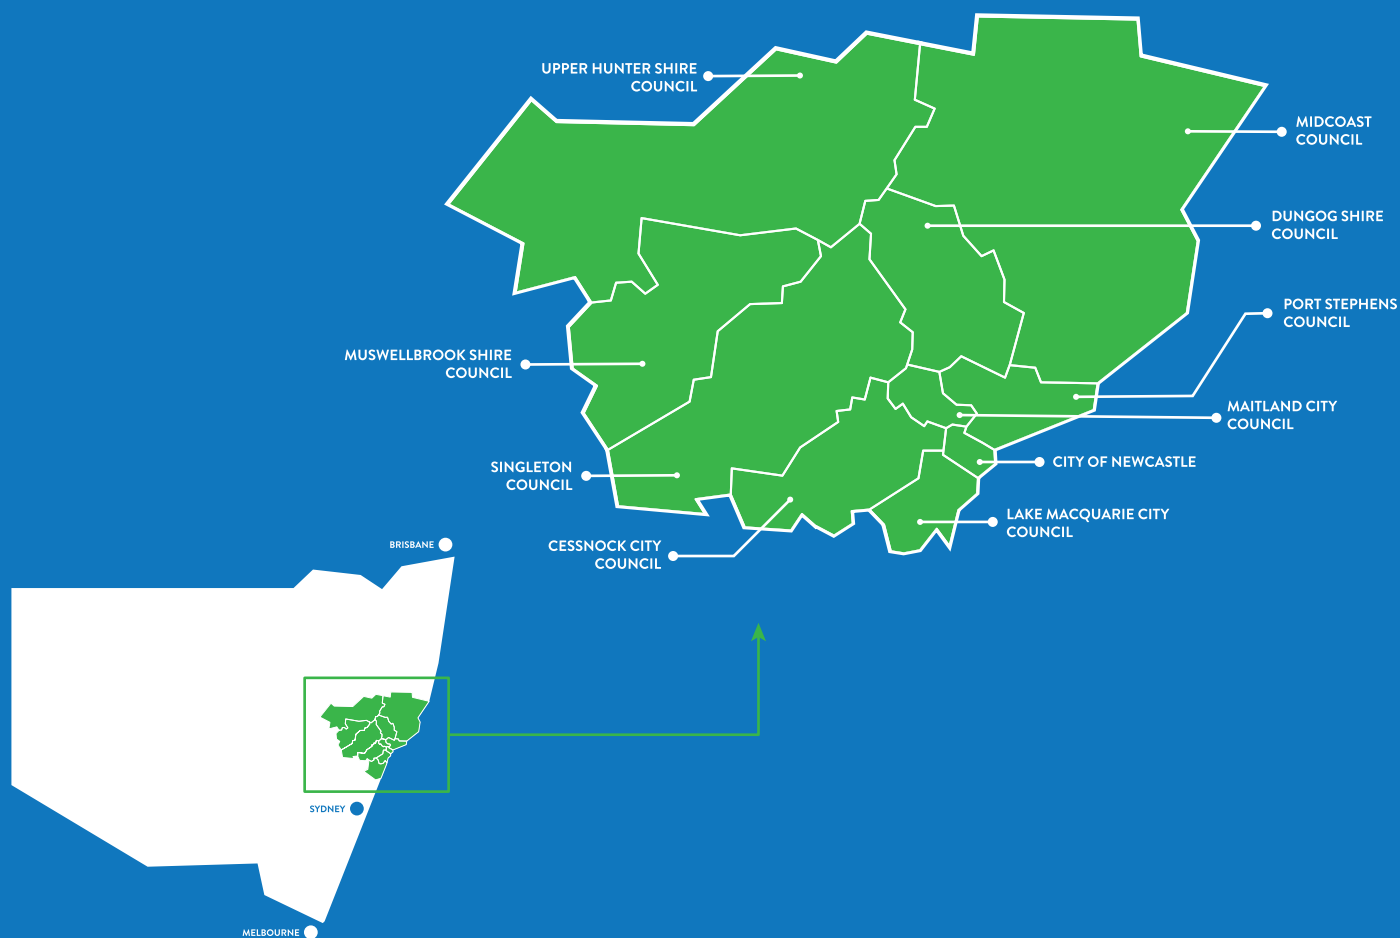 UPPER HUNTER SHIRE
COUNCIL
MIDCOAST
COUNCIL
DUNGOG SHIRE
COUNCIL
PORT STEPHENS
COUNCIL
MUSWELLBROOK SHIRE
COUNCIL
MAITLAND CITY
COUNCIL
SINGLETON
COUNCIL
CITY OF NEWCASTLE
LAKE MACQUARIE CITY
COUNCIL
CESSNOCK CITY
COUNCIL
BRISBANE
SYDNEY
MELBOURNE